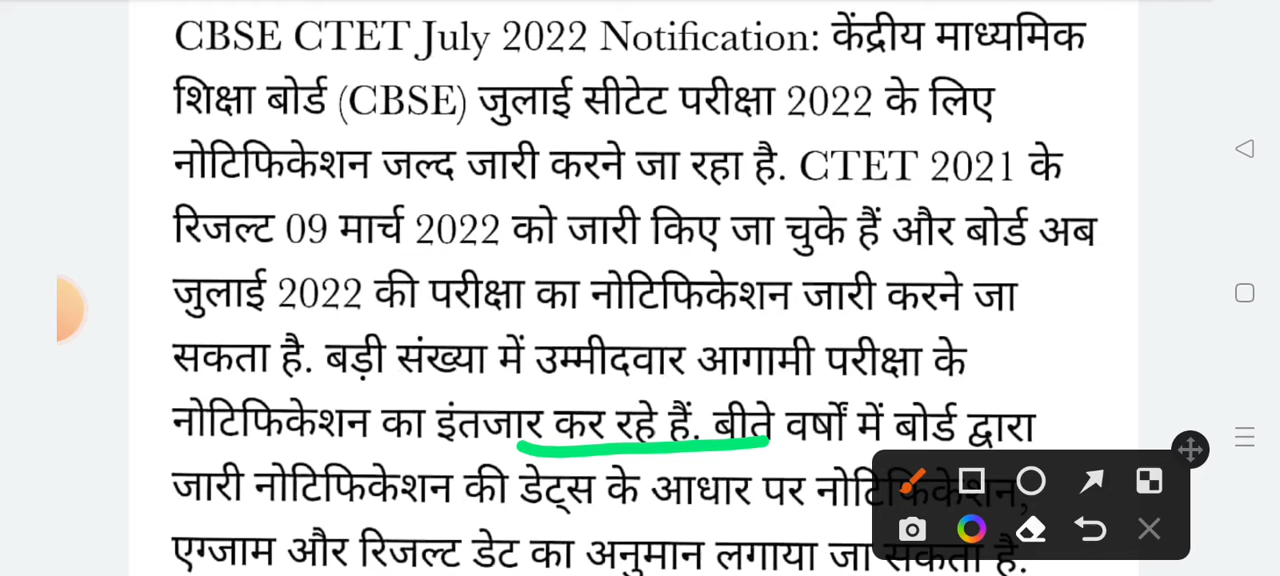 CBSE CTET July 2022 Notification: केंद्रीय माध्यमिक
शिक्षा बोर्ड (CBSE) जुलाई सीटेट परीक्षा 2022 के लिए
नोटिफिकेशन जल्द जारी करने जा रहा है. CTET 2021 के
रिजल्ट 09 मार्च 2022 को जारी किए जा चुके हैं और बोर्ड अब
जुलाई 2022 की परीक्षा का नोटिफिकेशन जारी करने जा
सकता है. बड़ी संख्या में उम्मीदवार आगामी परीक्षा के
नोटिफिकेशन का इंतजार कर रहे हैं. बीते वर्षों में बोर्ड द्वारा
जारी नोटिफिकेशन की डेट्स के आधार पर नोटिफिकेशन,
एग्जाम और रिजल्ट डेट का अनुमान लगाया जा सकता है.